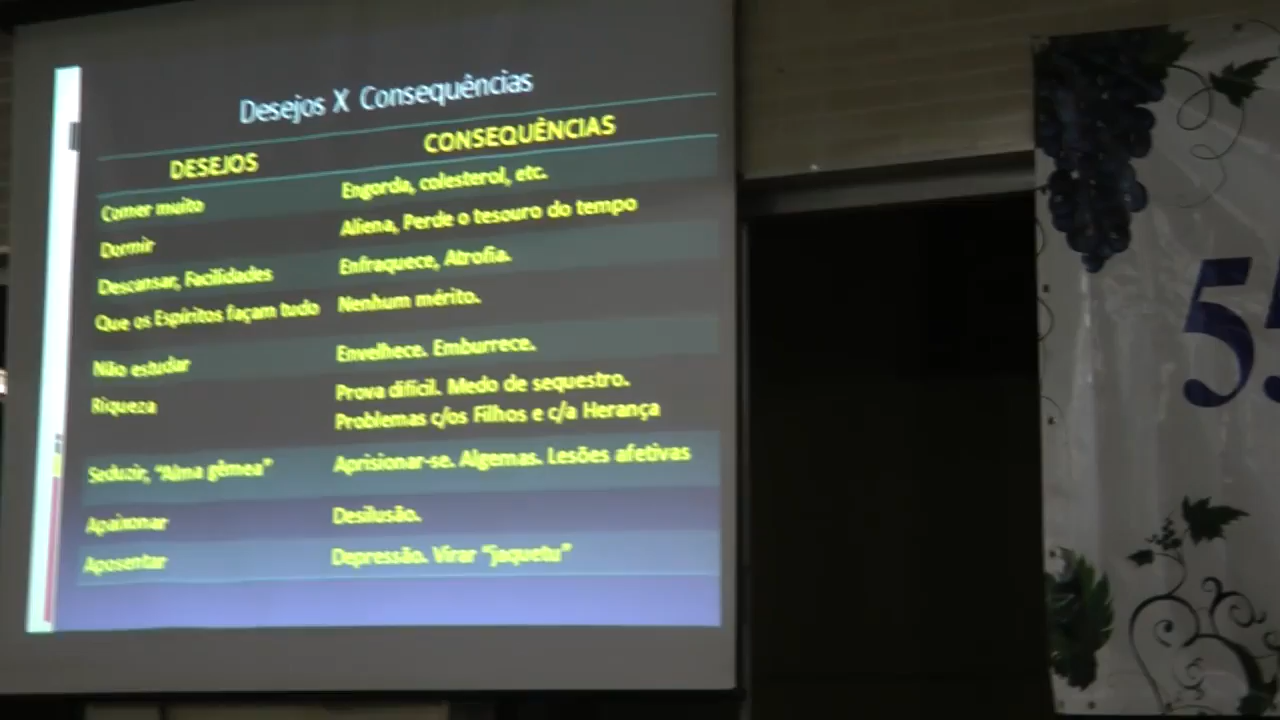 Desejos X Consequências
DESEJOS CONSEQUÊNCIAS
Comer muito Engorda, colesterol, etc.
Dormir Aliena, Perde o tesouro do tempo
Descansar, Facilidades Enfraquece, Atrofia.
Que os Espíritos façam tudo Nenhum mérito.
Não estudar Envelhece. Emburrece.
Riqueza Prova difícil. Medo de sequestro.
Problemas c/os Filhos e c/a Herança
Seduzir, “Alma gêmea” Aprisionar-se. Algemas. Lesões afetivas
Apaixonar Desilusão.
Aposentar Depressão. Virar “jaquetu”